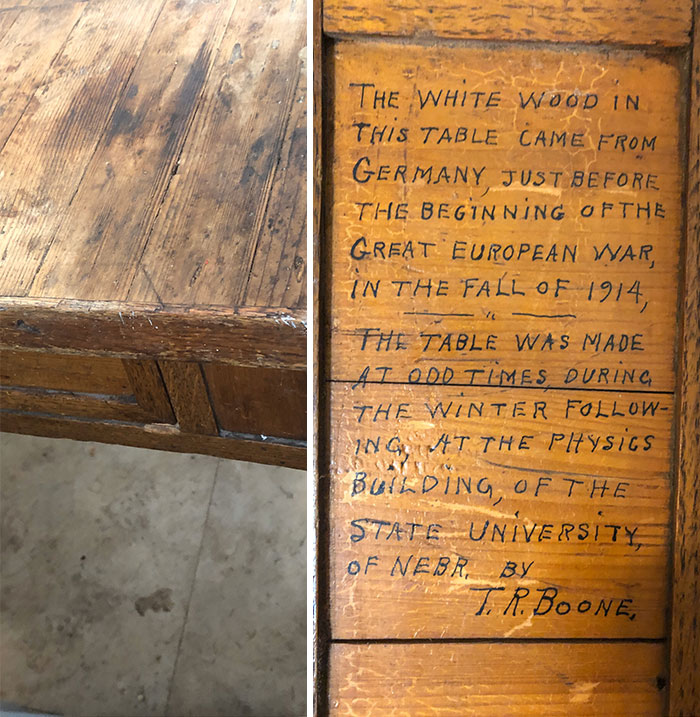 THE WHITE WOOD IN
THIS TABLE CAME FROM
GERMANY, JUST BEFORE
THE BEGINNING OF THE
GREAT EUROPEAN WAR,
IN THE FALL OF 1914,
THE TABLE WAS MADE
AT ODD TIMES, DURING
THE WINTER FOLLOW-
ING, AT THE PHYSICS
BUILDING, OF THE
STATE UNIVERSITY,
OF NEBR. BY
T. R. BOONE.